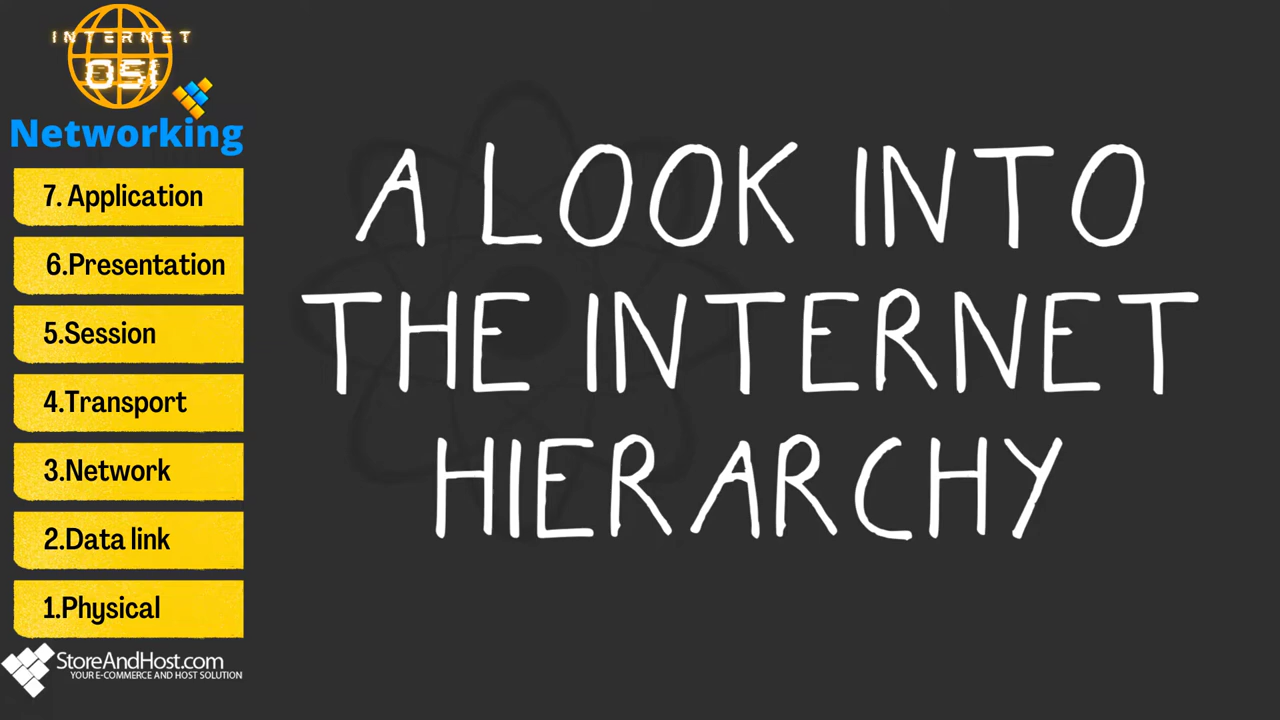 INTERNET
OSI
Networking
7. Application
6.Presentation
5.Session
4.Transport
3.Network
2.Data link
1.Physical
StoreAndHost.com
YOUR E-COMMERCE AND HOST SOLUTION
A LOOK INTO
THE INTERNET
HIERARCHY